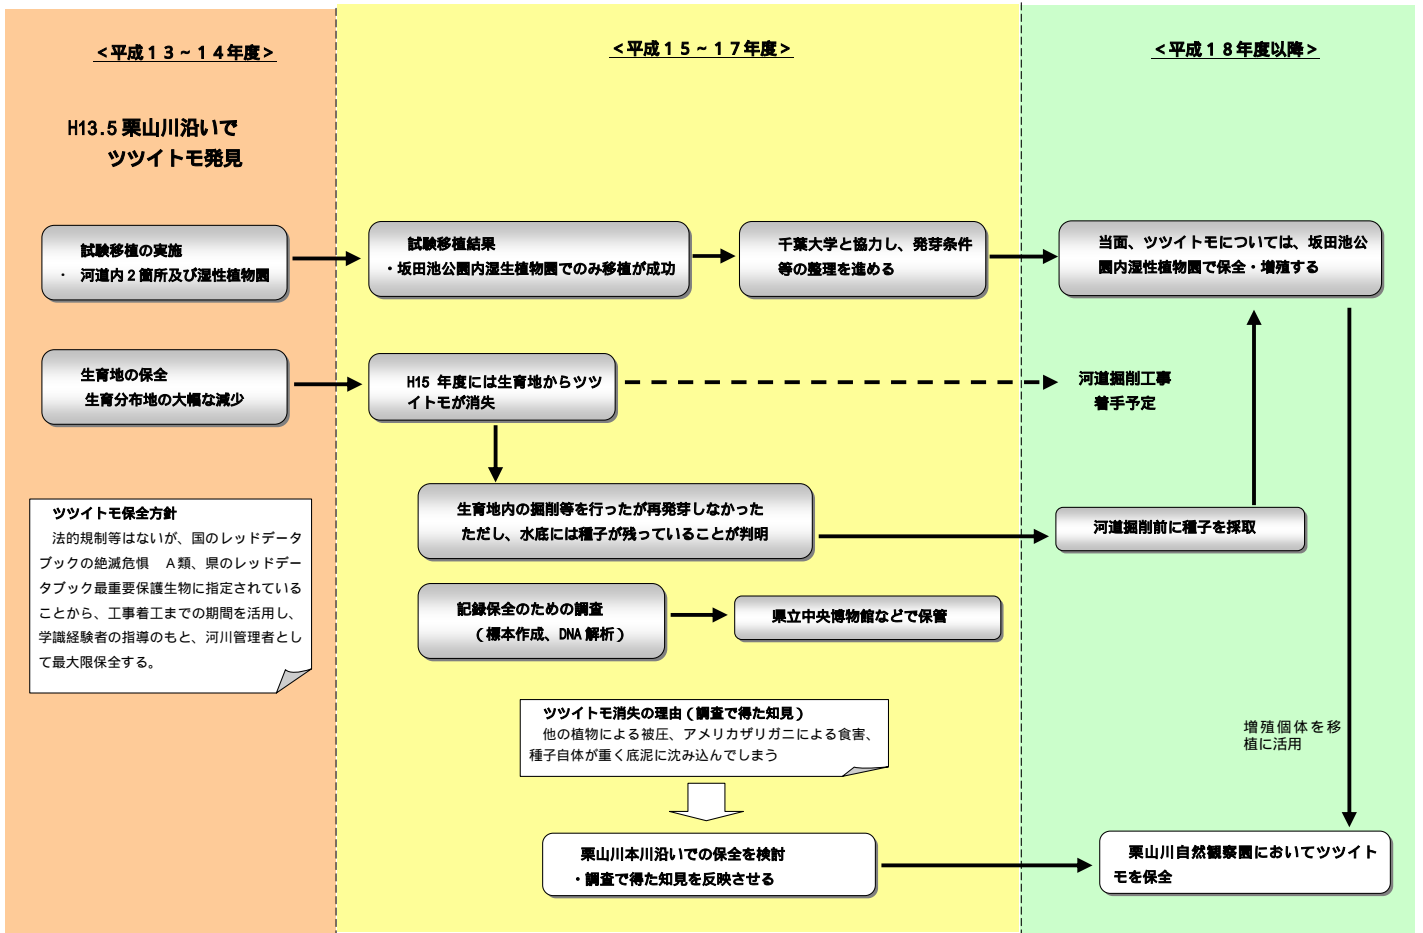 ＜平成１３～１４年度＞
H13.5 栗山川沿いで
ツツイトモ発見
試験移植の実施
・　河道内２箇所及び湿性植物園
生育地の保全
生育分布地の大幅な減少
ツツイトモ保全方針
法的規制等はないが、国のレッドデータ
ブックの絶滅危惧　Ａ類、県のレッドデー
タブック最重要保護生物に指定されている
ことから、工事着工までの期間を活用し、
学識経験者の指導のもと、河川管理者とし
て最大限保全する。
＜平成１５～１７年度＞
試験移植結果
・坂田池公園内湿生植物園でのみ移植が成功
千葉大学と協力し、発芽条件
等の整理を進める
H15 年度には生育地からツツ
イトモが消失
生育地内の掘削等を行ったが再発芽しなかった
ただし、水底には種子が残っていることが判明
記録保全のための調査
（標本作成、DNA 解析）
県立中央博物館などで保管
ツツイトモ消失の理由（調査で得た知見）
他の植物による被圧、アメリカザリガニによる食害、
種子自体が重く底泥に沈み込んでしまう
栗山川本川沿いでの保全を検討
・調査で得た知見を反映させる
＜平成１８年度以降＞
当面、ツツイトモについては、坂田池公
園内湿性植物園で保全・増殖する
河道掘削工事
着手予定
河道掘削前に種子を採取
増殖個体を移
植に活用
栗山川自然観察園においてツツイト
モを保全